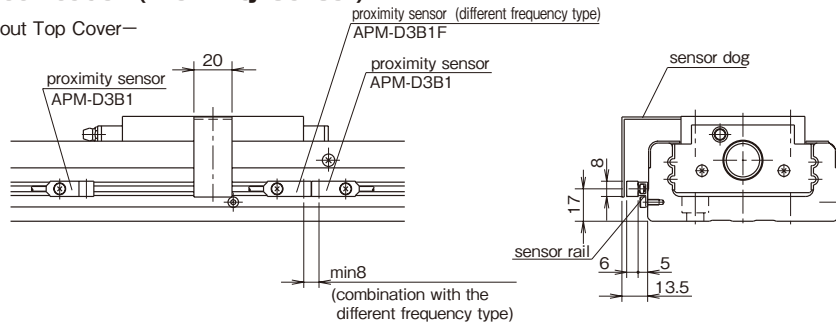 out Top Cover−
proximity sensor (different frequency type)
APM-D3B1F
proximity sensor
APM-D3B1
20
proximity sensor
APM-D3B1
sensor dog
8
17
sensor rail
6
5
13.5
min8
(combination with the
different frequency type)